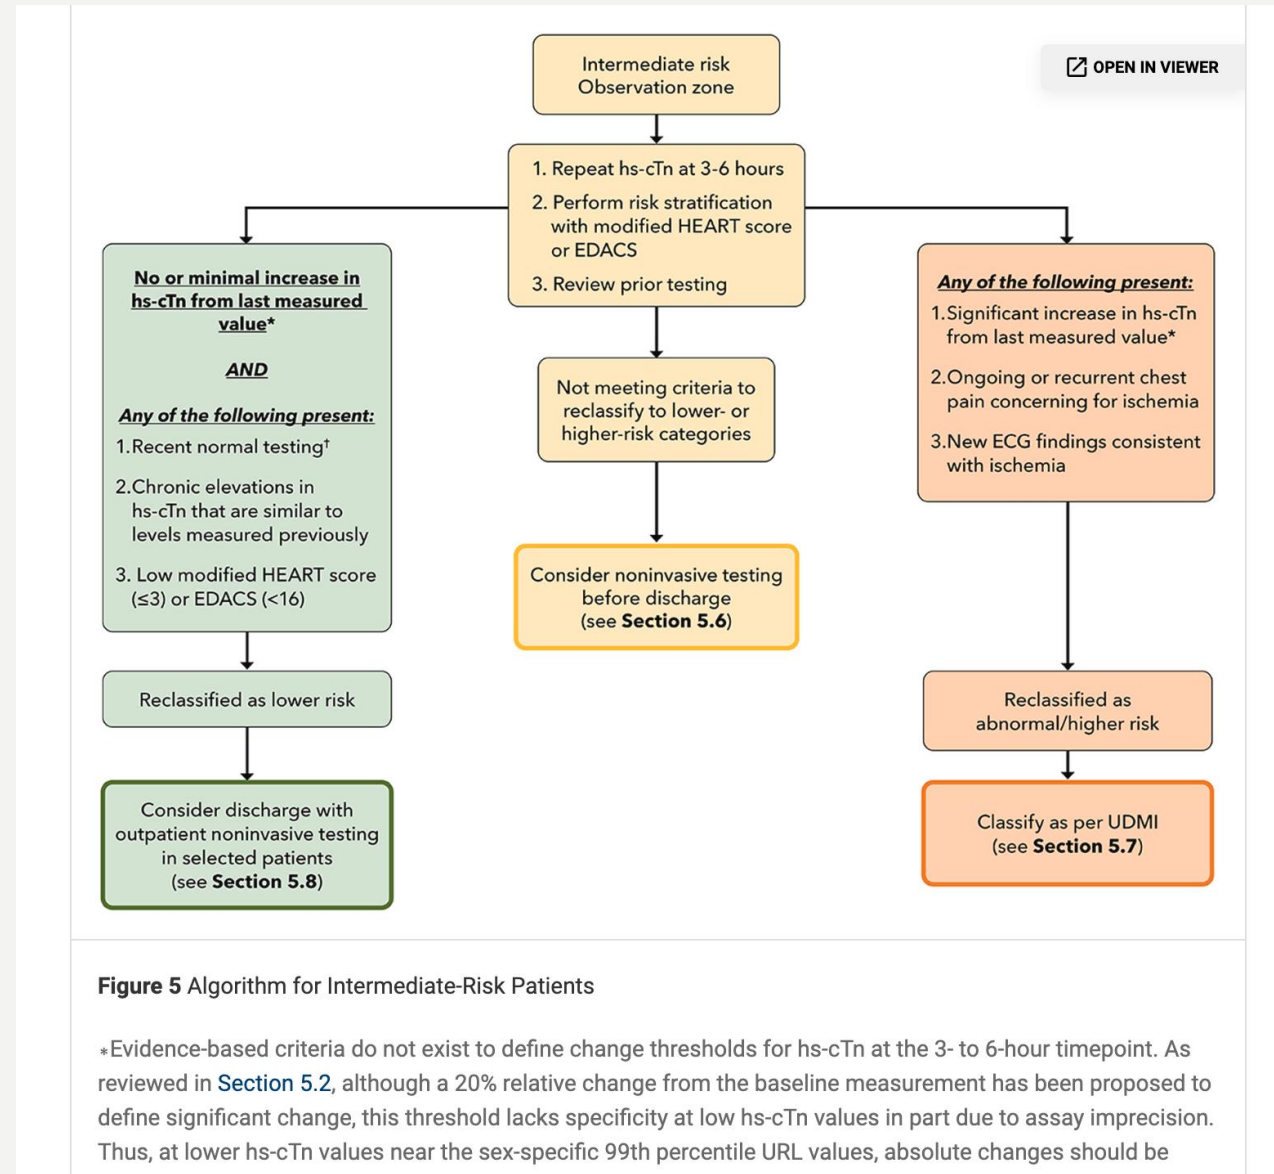 Intermediate risk
Observation zone
OPEN IN VIEWER
1. Repeat hs-cTn at 3-6 hours
2. Perform risk stratification
with modified HEART score
or EDACS
3. Review prior testing
No or minimal increase in
hs-cTn from last measured
value*
AND
Any of the following present:
1.Recent normal testing†
2.Chronic elevations in
hs-cTn that are similar to
levels measured previously
3. Low modified HEART score
(≤3) or EDACS (<16)
Reclassified as lower risk
Consider discharge with
outpatient noninvasive testing
in selected patients
(see Section 5.8)
Not meeting criteria to
reclassify to lower- or
higher-risk categories
Consider noninvasive testing
before discharge
(see Section 5.6)
Any of the following present:
1.Significant increase in hs-cTn
from last measured value*
2.Ongoing or recurrent chest
pain concerning for ischemia
3.New ECG findings consistent
with ischemia
Reclassified as
abnormal/higher risk
Classify as per UDMI
(see Section 5.7)
Figure 5 Algorithm for Intermediate-Risk Patients
*Evidence-based criteria do not exist to define change thresholds for hs-cTn at the 3- to 6-hour timepoint. As
reviewed in Section 5.2, although a 20% relative change from the baseline measurement has been proposed to
define significant change, this threshold lacks specificity at low hs-cTn values in part due to assay imprecision.
Thus, at lower hs-cTn values near the sex-specific 99th percentile URL values, absolute changes should be